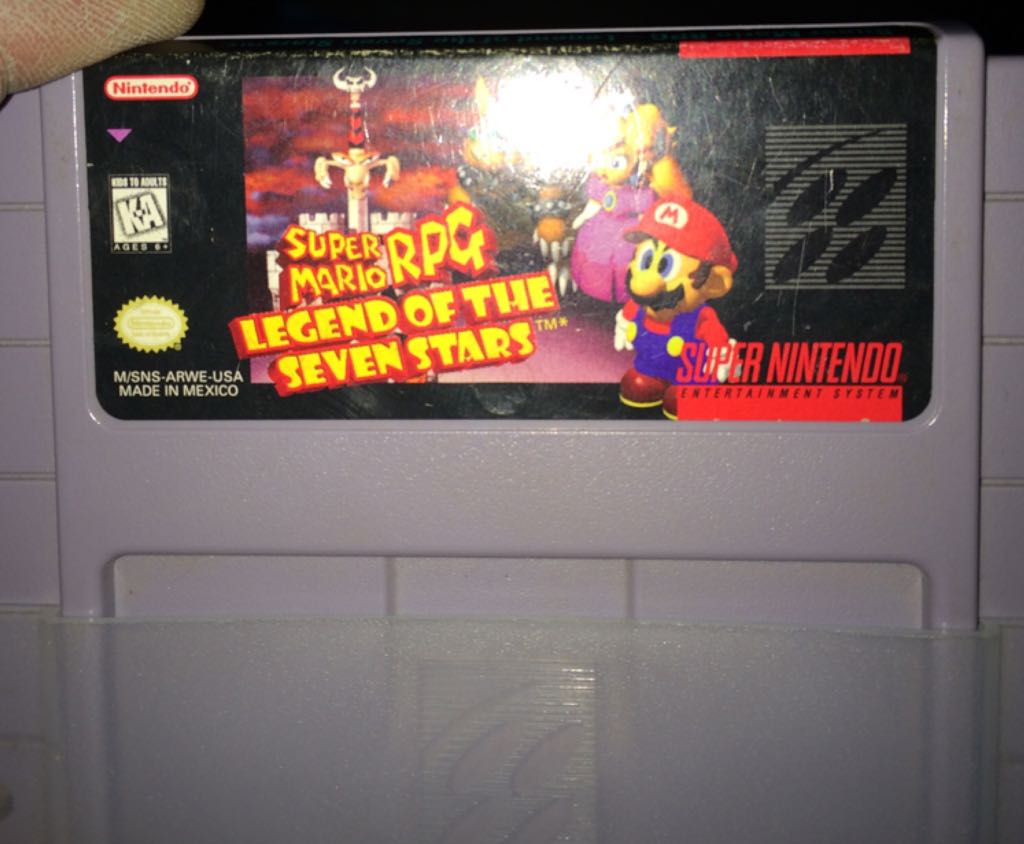 Nintendo
KIDS TO ADULTS
KA
AGES 6+
SUPER
MARIO RPG
LEGEND OF THE
SEVEN STARS
TM*
M
M/SNS-ARWE-USA
MADE IN MEXICO
SUPER NINTENDO
ENTERTAINMENT SYSTEM